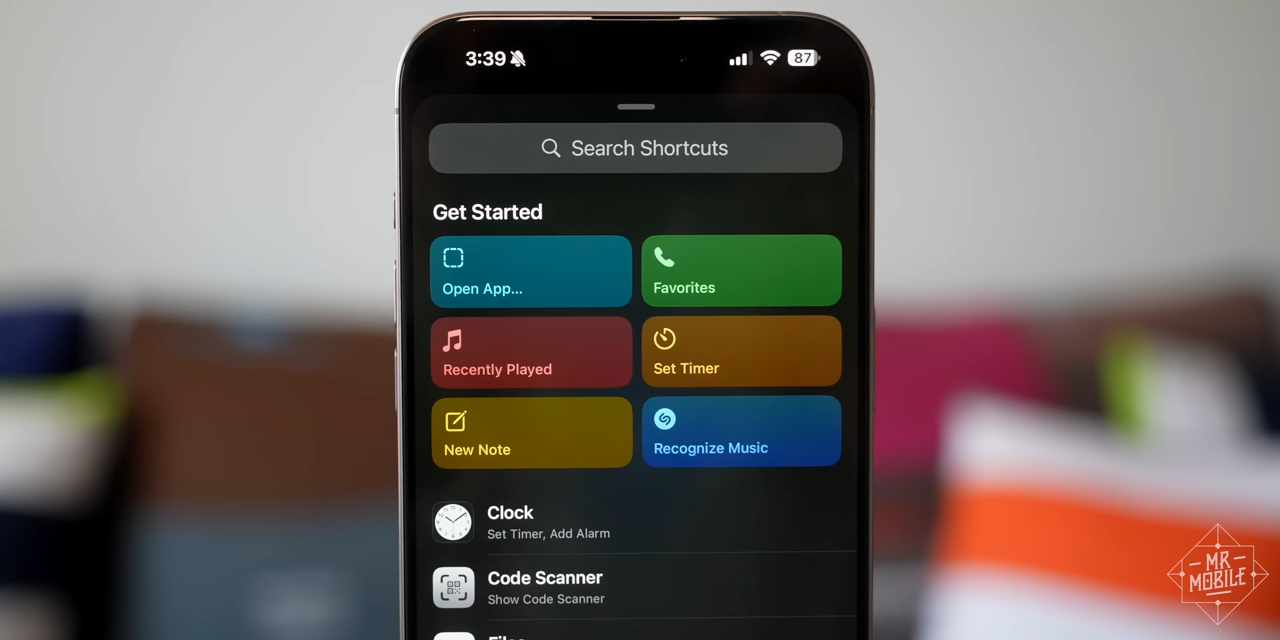 3:39
87
Search Shortcuts
Get Started
Open App...
Favorites
Recently Played
Set Timer
New Note
Recognize Music
Clock
Set Timer, Add Alarm
Code Scanner
Show Code Scanner
MR
MOBILE